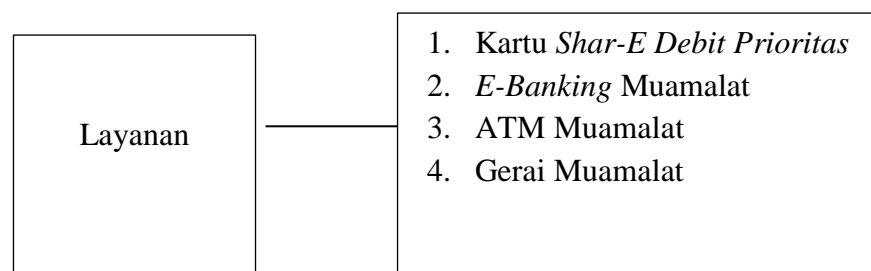 Layanan
1. Kartu Shar-E Debit Prioritas
2. E-Banking Muamalat
3. ATM Muamalat
4. Gerai Muamalat